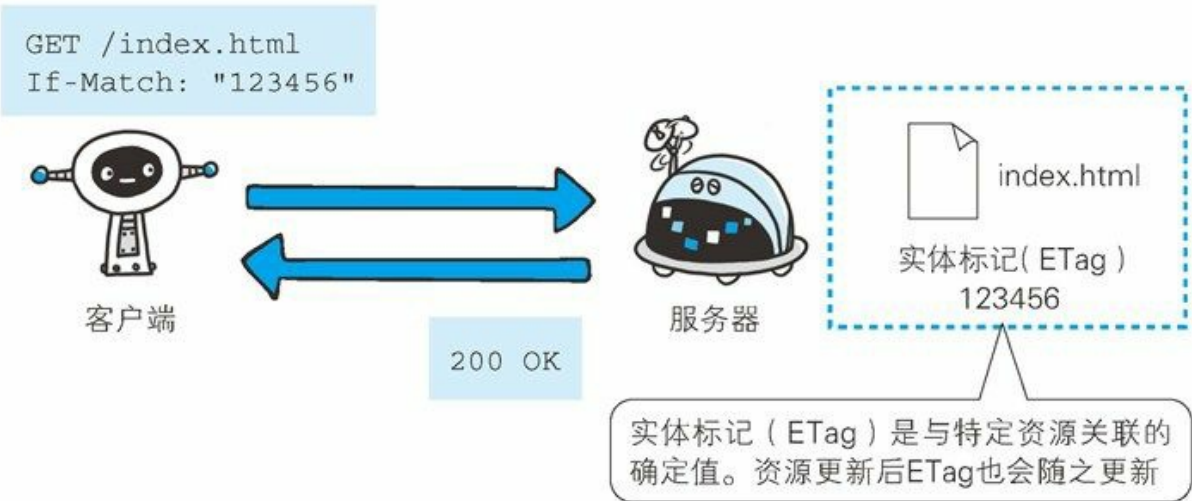 GET /index.html
If-Match: "123456"
index.html
实体标记( ETag )
123456
客户端
服务器
200 OK
实体标记 ( ETag ) 是与特定资源关联的
确定值。资源更新后ETag也会随之更新